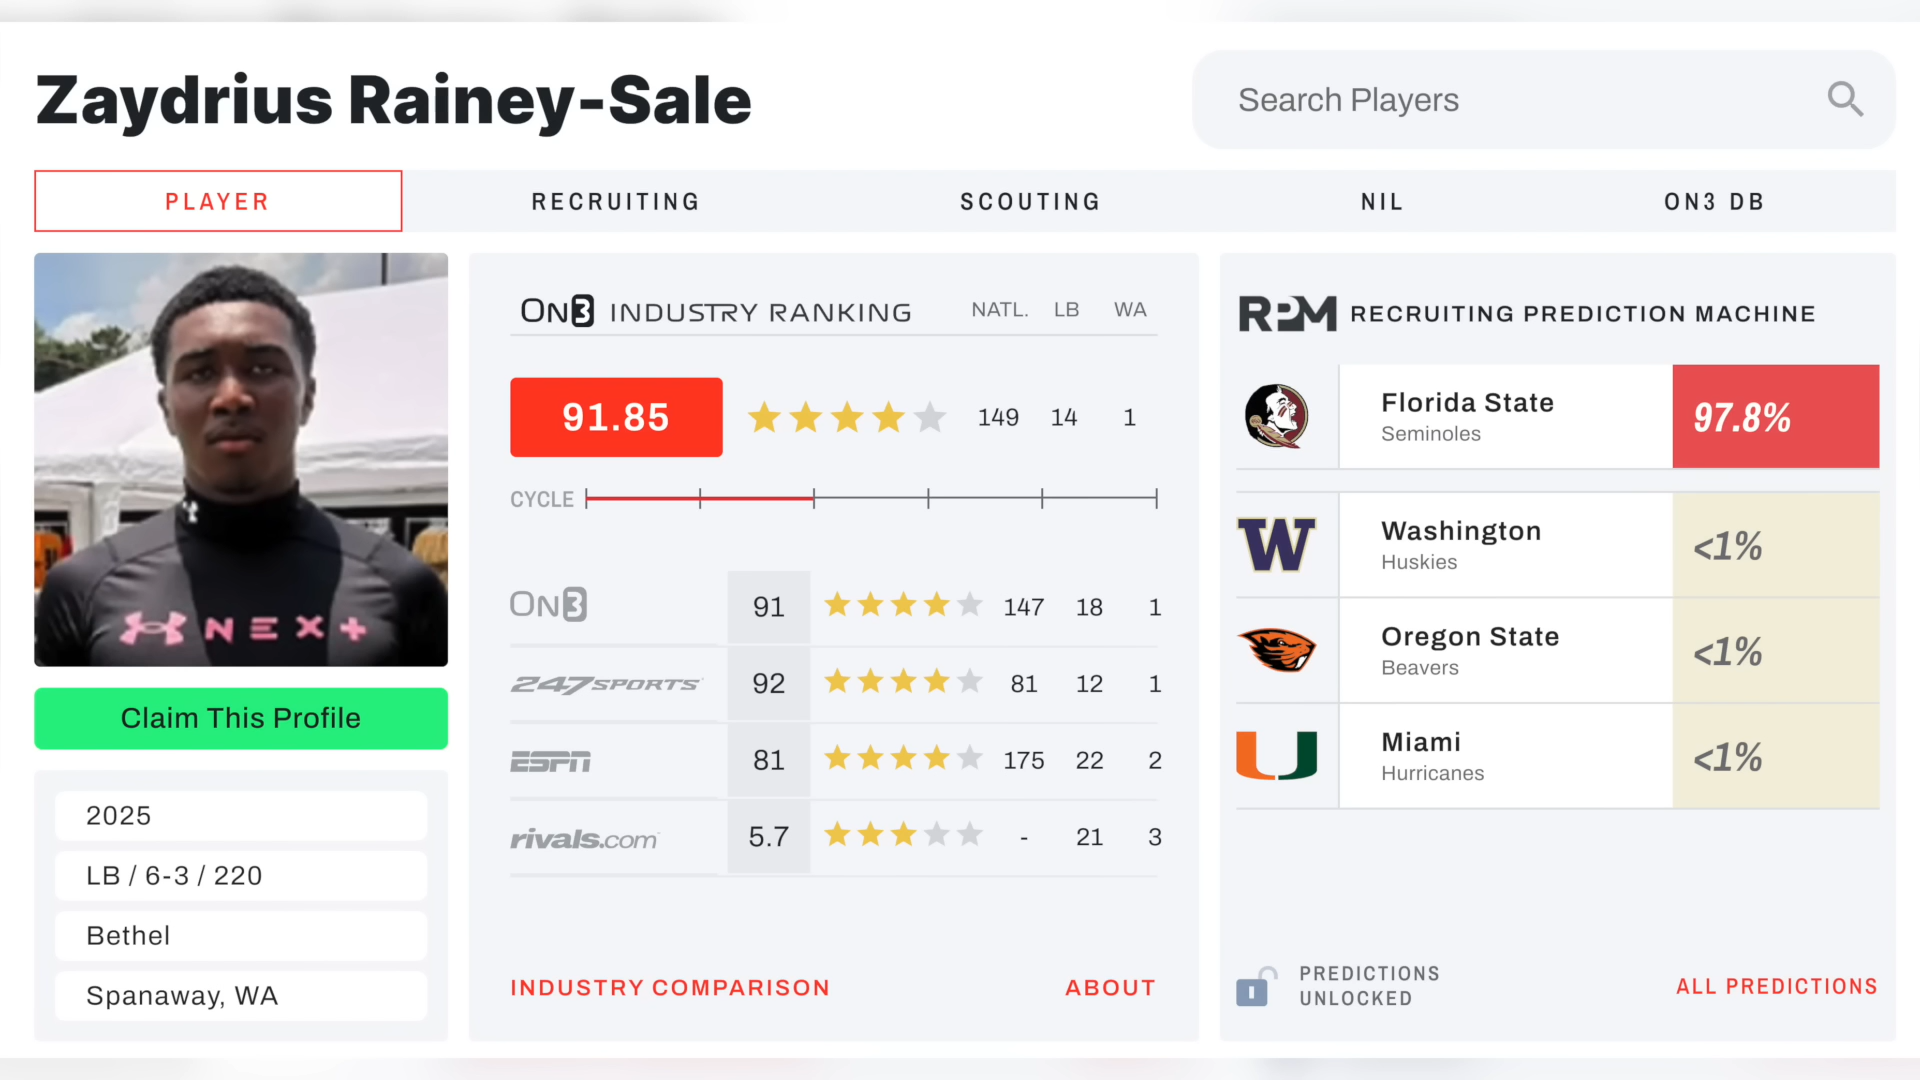 Zaydrius Rainey-Sale
Search Players
PLAYER RECRUITING SCOUTING NIL ON3 DB
NEX+
Claim This Profile
2025
LB / 6-3 / 220
Bethel
Spanaway, WA
ON3 INDUSTRY RANKING NATL. LB WA
91.85 149 14 1
CYCLE
ON3 91 147 18 1
247SPORTS 92 81 12 1
ESPN 81 175 22 2
rivals.com 5.7 - 21 3
INDUSTRY COMPARISON ABOUT
RPM RECRUITING PREDICTION MACHINE
Florida State
Seminoles
97.8%
W
Washington
Huskies
<1%
Oregon State
Beavers
<1%
Miami
Hurricanes
<1%
PREDICTIONS
UNLOCKED
ALL PREDICTIONS